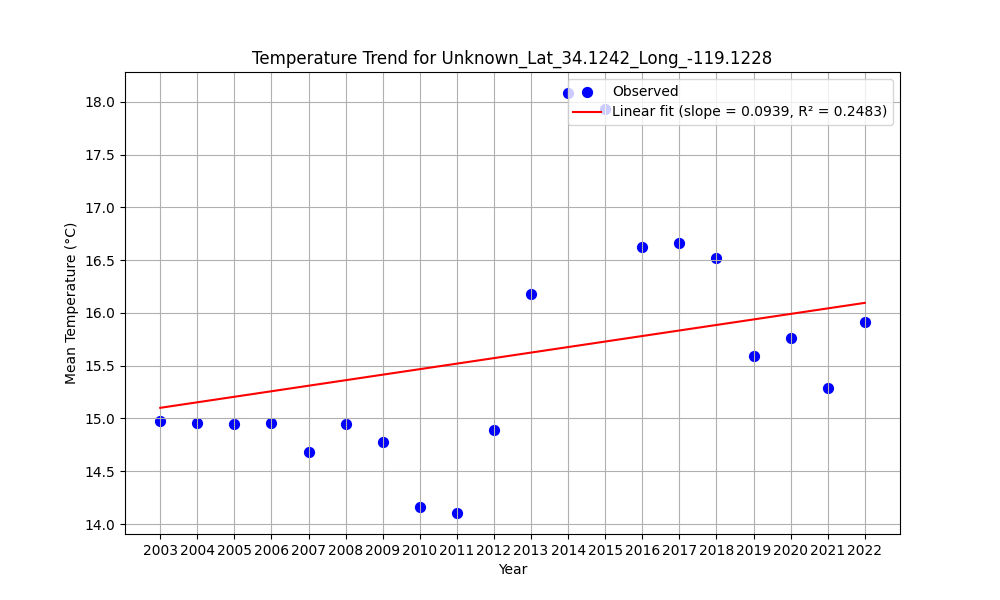 Temperature Trend for Unknown_Lat_34.1242_Long_-119.1228
Observed
Linear fit (slope = 0.0939, R² = 0.2483)
18.0
17.5
17.0
16.5
16.0
15.5
15.0
14.5
14.0
Mean Temperature (°C)
2003 2004 2005 2006 2007 2008 2009 2010 2011 2012 2013 2014 2015 2016 2017 2018 2019 2020 2021 2022
Year